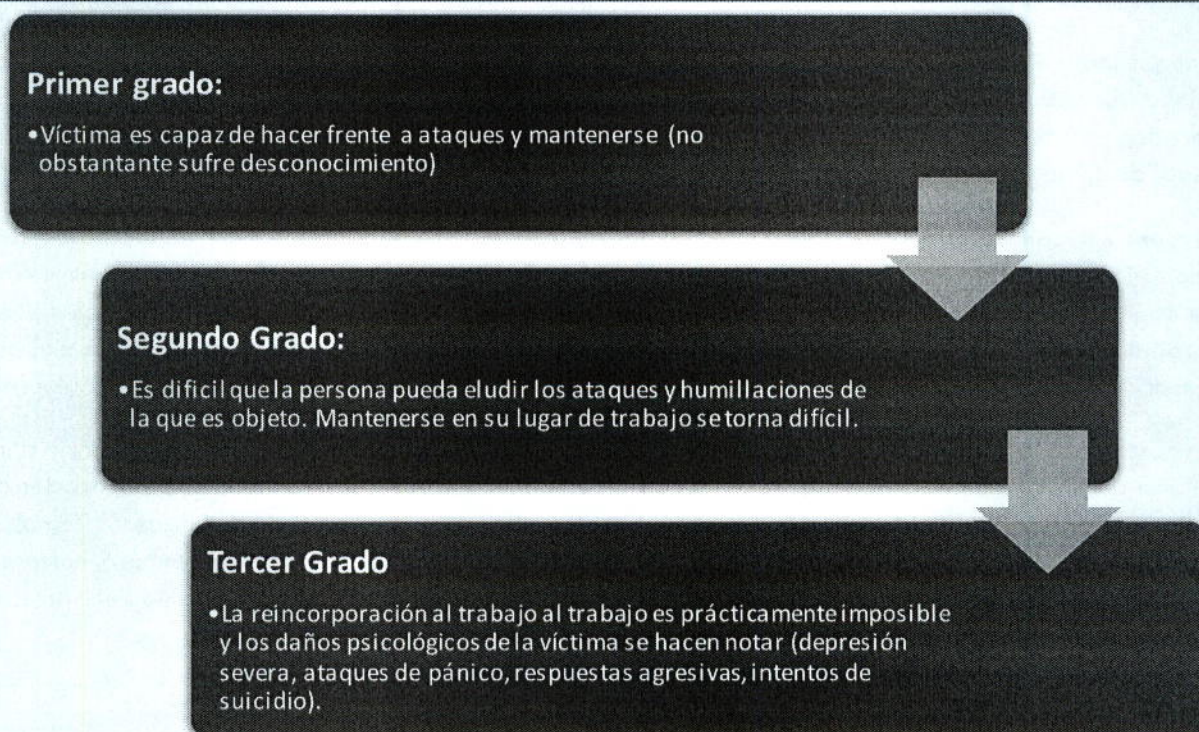 Primer grado:
•Víctima es capaz de hacer frente a ataques y mantenerse (no
obstantante sufre desconocimiento)
Segundo Grado:
•Es dificil que la persona pueda eludir los ataques y humillaciones de
la que es objeto. Mantenerse en su lugar de trabajo se torna difícil.
Tercer Grado
•La reincorporación al trabajo al trabajo es prácticamente imposible
y los daños psicológicos de la víctima se hacen notar (depresión
severa, ataques de pánico, respuestas agresivas, intentos de
suicidio).